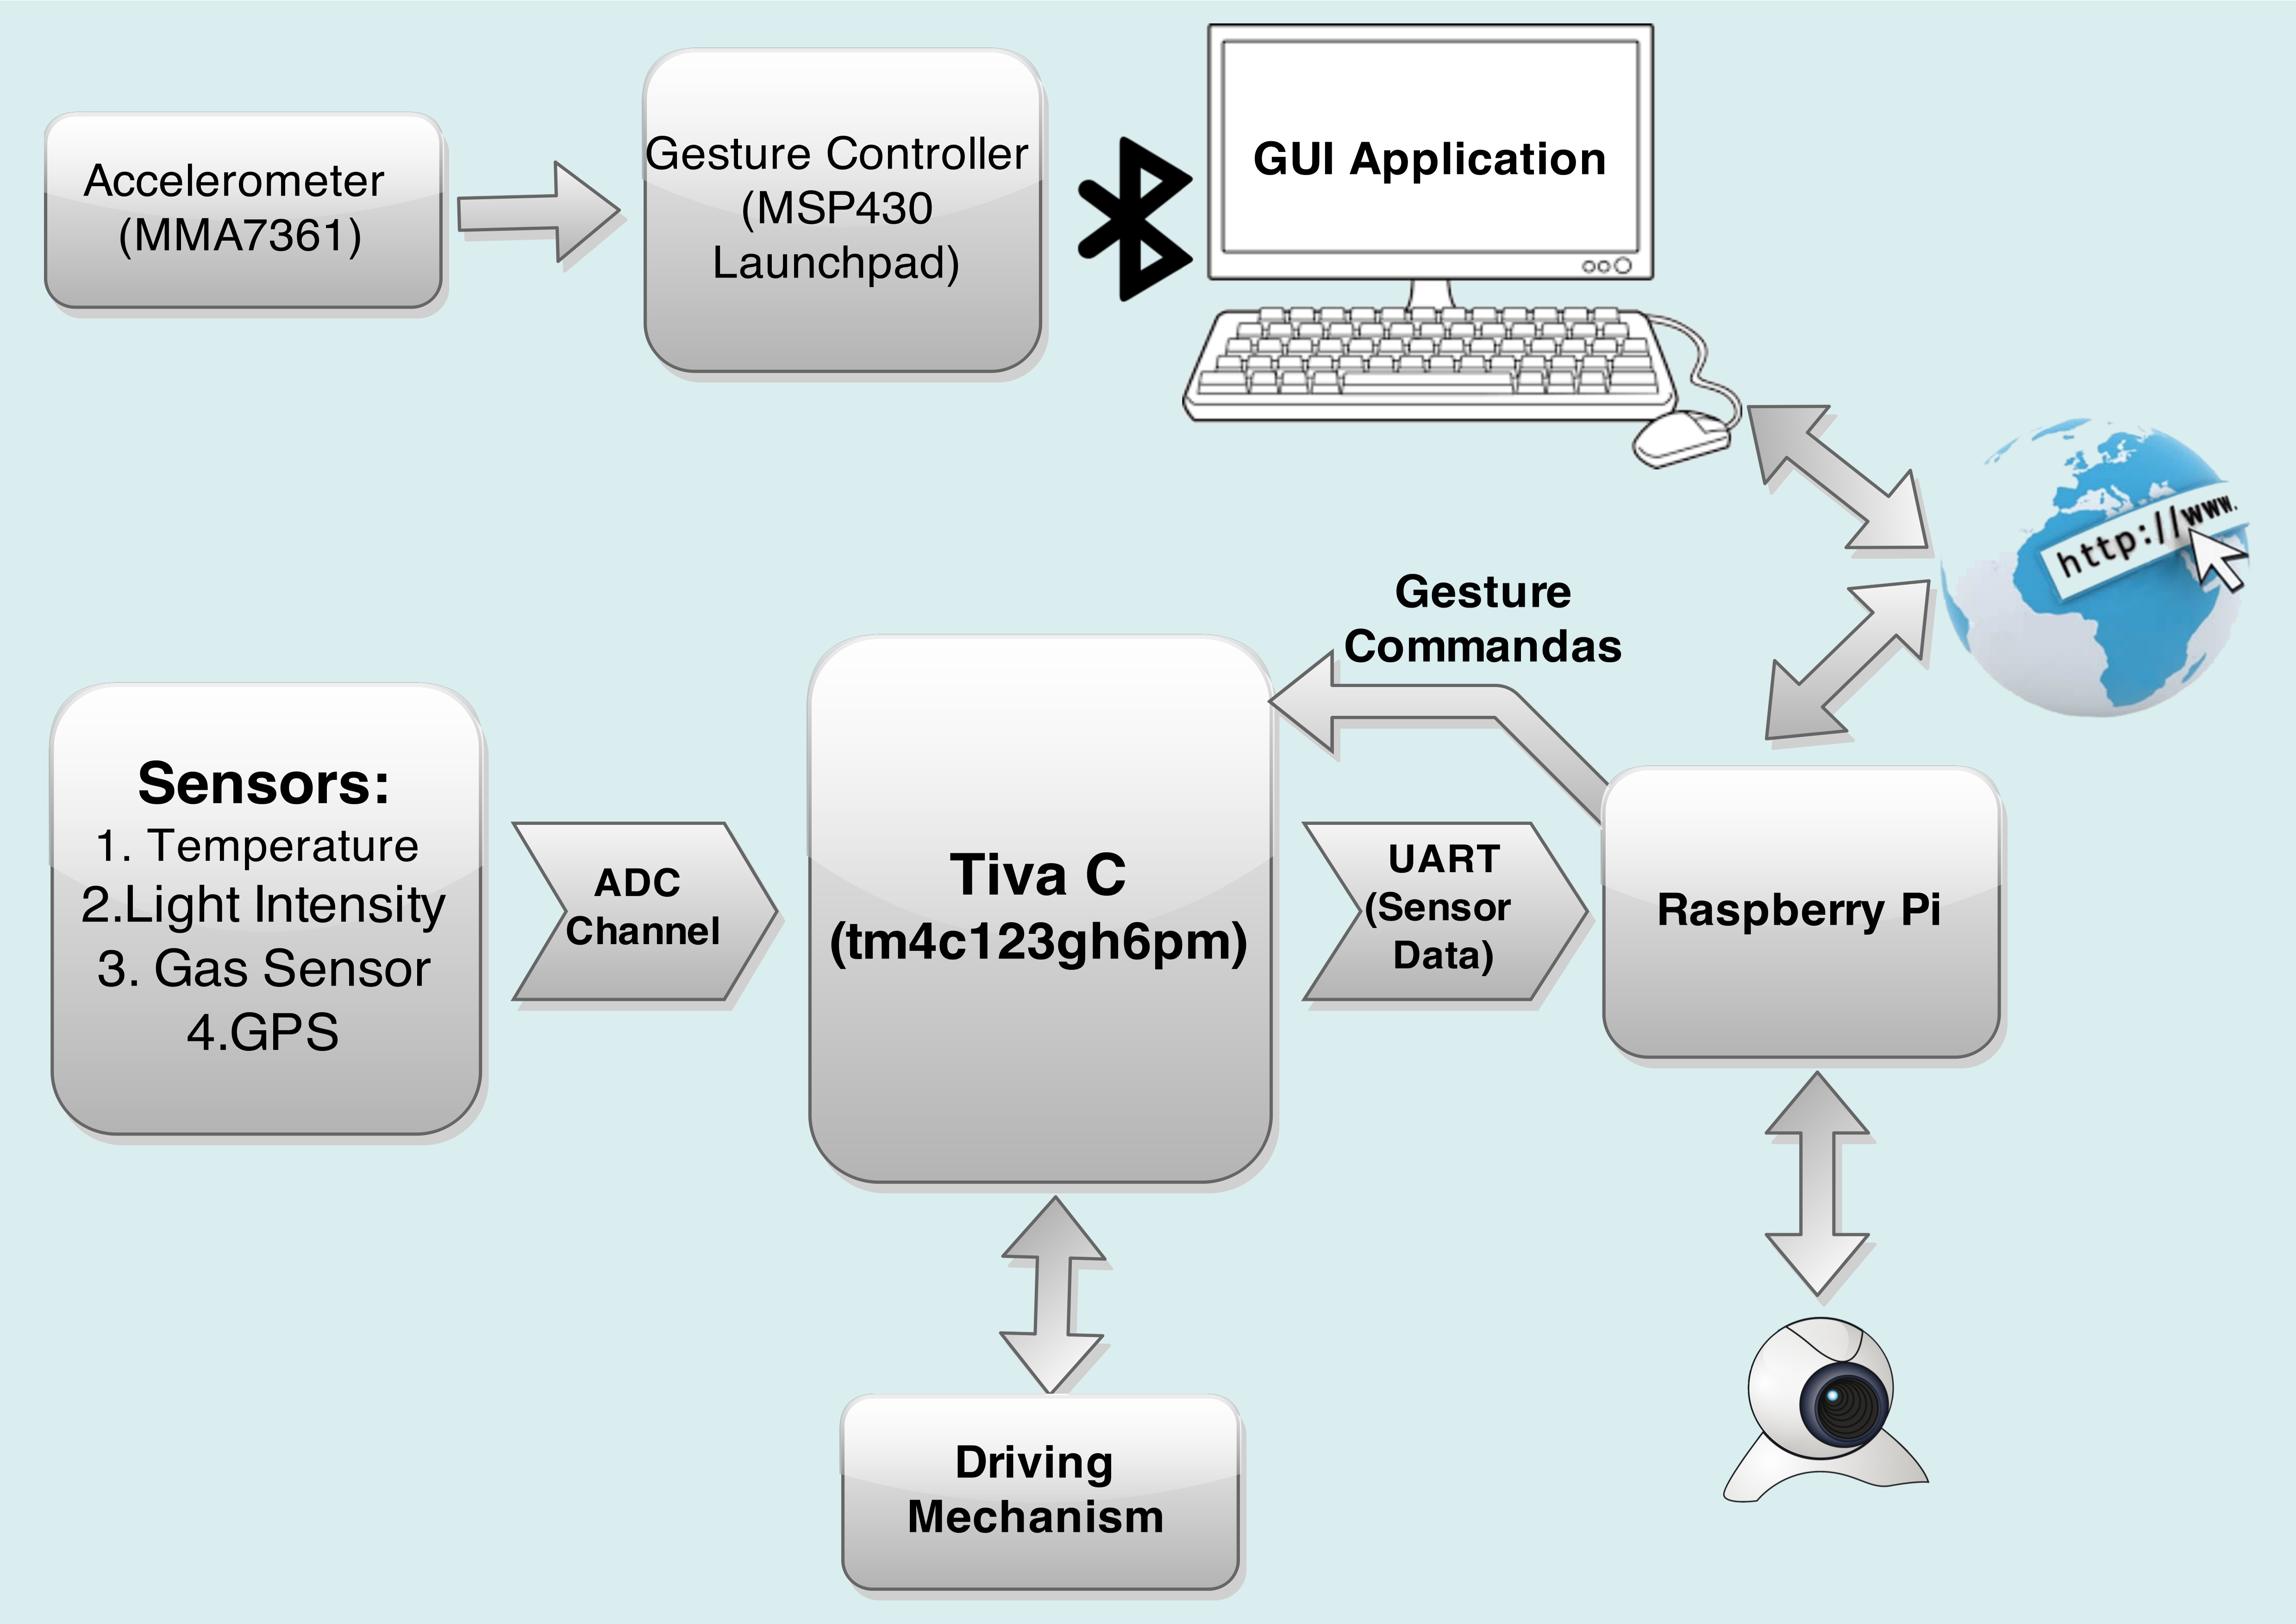 Accelerometer
(MMA7361)
Gesture Controller
(MSP430
Launchpad)
GUI Application
http://www.
Gesture
Commandas
Sensors:
1. Temperature
2.Light Intensity
3. Gas Sensor
4.GPS
ADC
Channel
Tiva C
(tm4c123gh6pm)
UART
(Sensor
Data)
Raspberry Pi
Driving
Mechanism